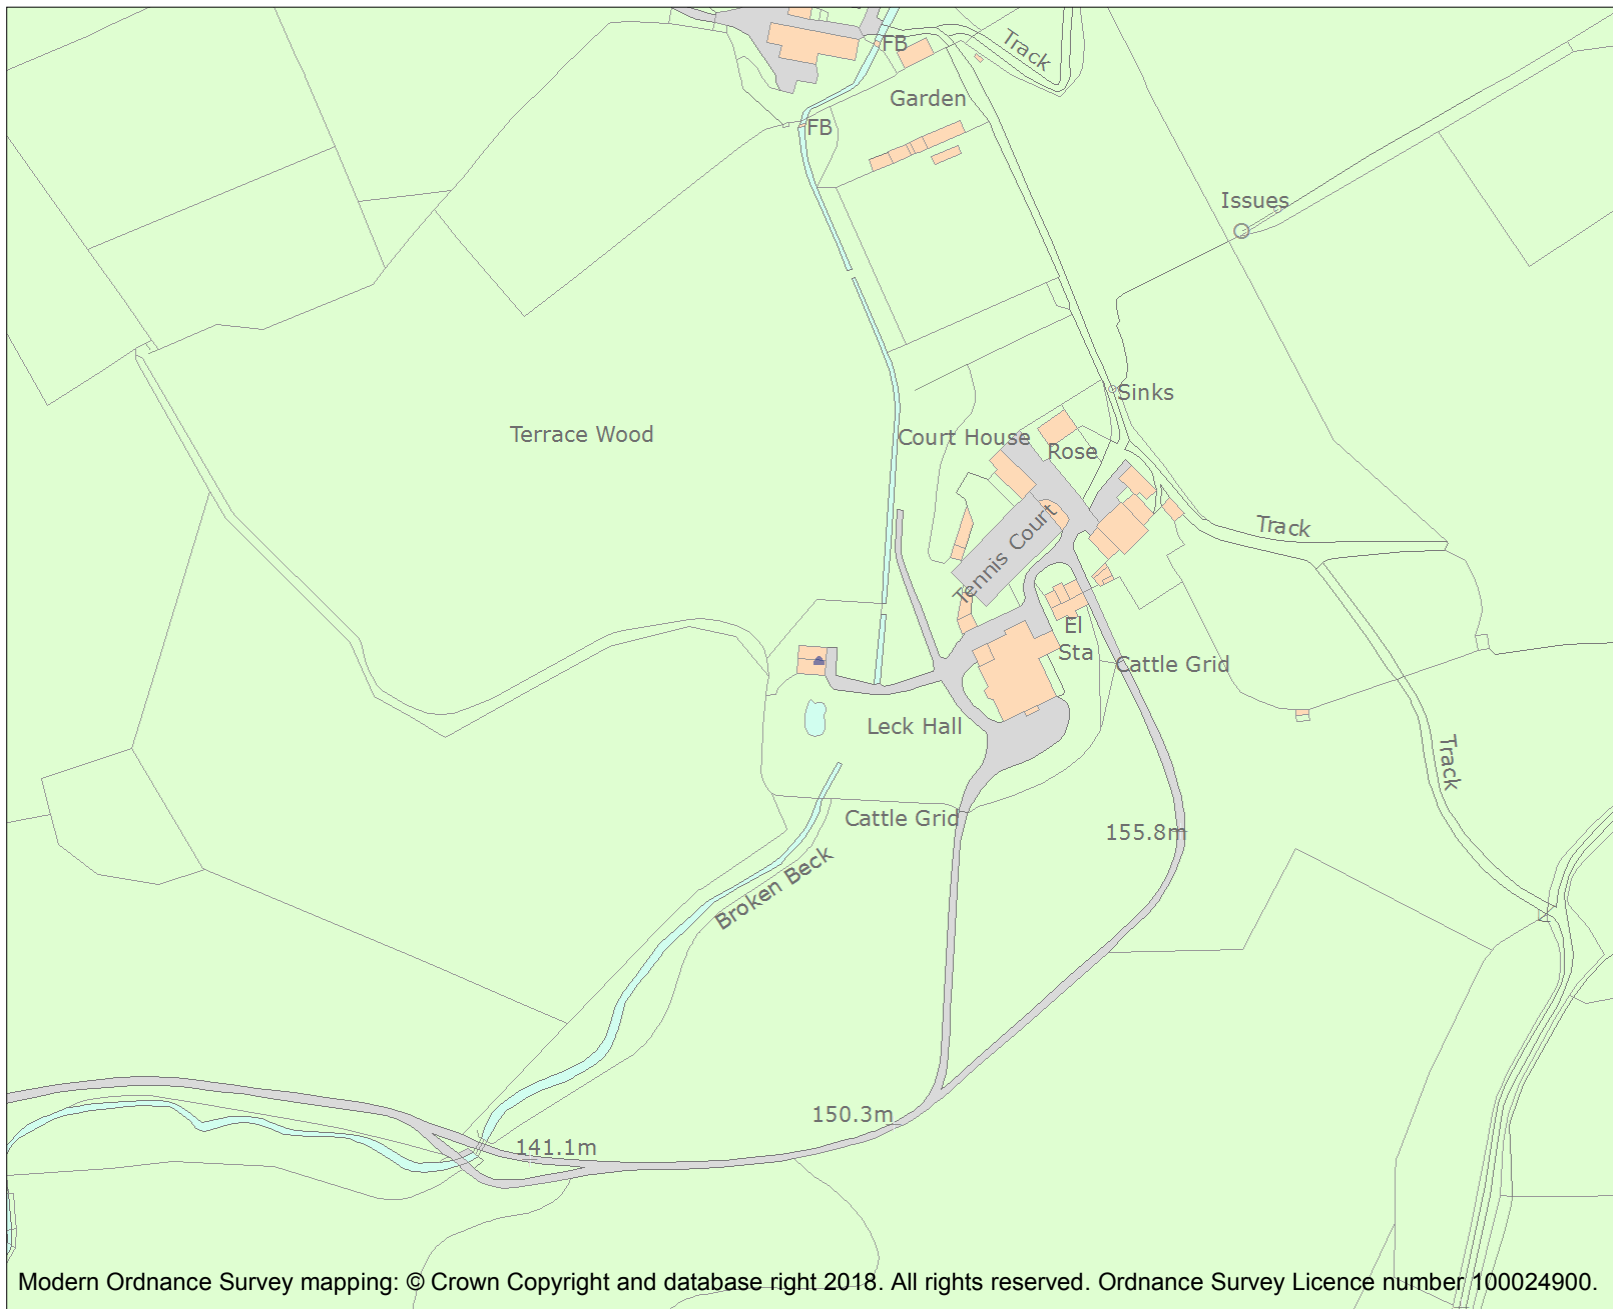 Track
FB
Garden
FB
Issues
Sinks
Terrace Wood
Court House
Rose
Track
Tennis Court
El
Sta
Cattle Grid
Leck Hall
Track
Cattle Grid
155.8m
Broken Beck
150.3m
141.1m
Modern Ordnance Survey mapping: © Crown Copyright and database right 2018. All rights reserved. Ordnance Survey Licence number 100024900.